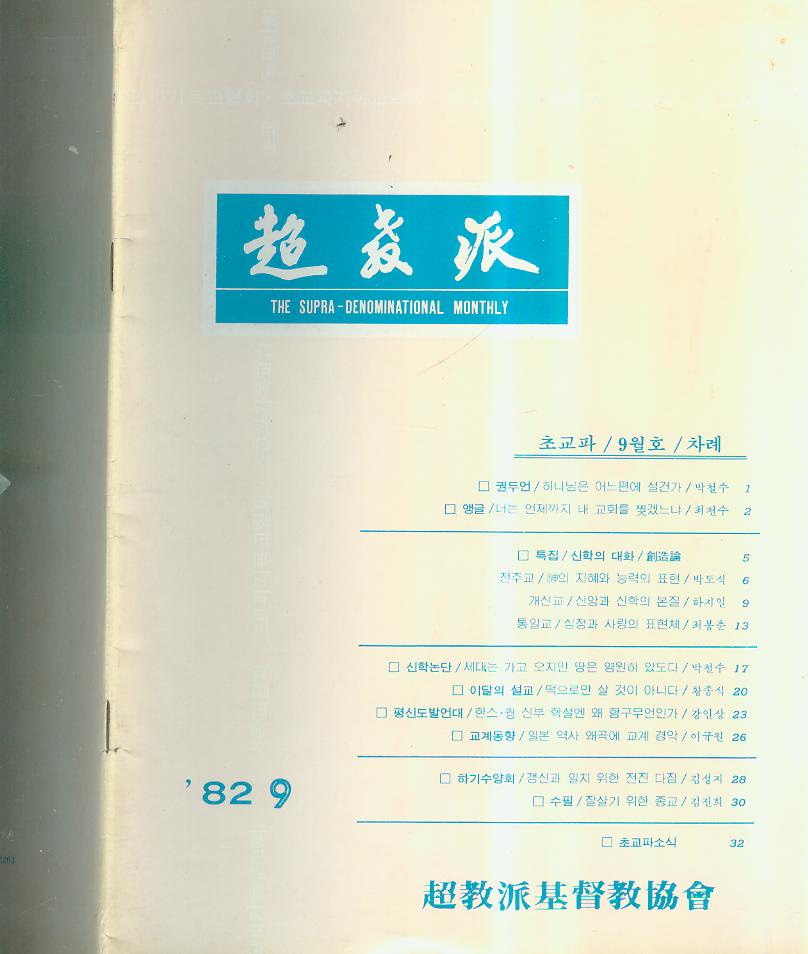 超教派
THE SUPRA-DENOMINATIONAL MONTHLY
초교파 / 9월호 / 차례
□ 권두언 / 하나님은 어느편에 설건가 / 박철수 1
□ 앵글 / 너는 언제까지 내 교회를 찢겠느냐 / 최천수 2
□ 특집 / 신학의 대화 / 創造論 5
천주교 / 神의 지혜와 능력의 표현 / 박도식 6
개신교 / 신앙과 신학의 본질 / 하지일 9
통일교 / 심정과 사랑의 표현체 / 최봉춘 13
□ 신학논단 / 세대는 가고 오지만 땅은 영원히 있도다 / 박철수 17
□ 이달의 설교 / 떡으로만 살 것이 아니다 / 황종식 20
□ 평신도발언대 / 한스·큉 신부 학설엔 왜 함구무언인가 / 강인상 23
□ 교계동향 / 일본 역사 왜곡에 교계 경악 / 이규원 26
□ 하기수양회 / 갱신과 일치 위한 전진 다짐 / 김성지 28
□ 수필 / 잘살기 위한 종교 / 김진희 30
□ 초교파소식 32
'82 9
超教派基督教協會